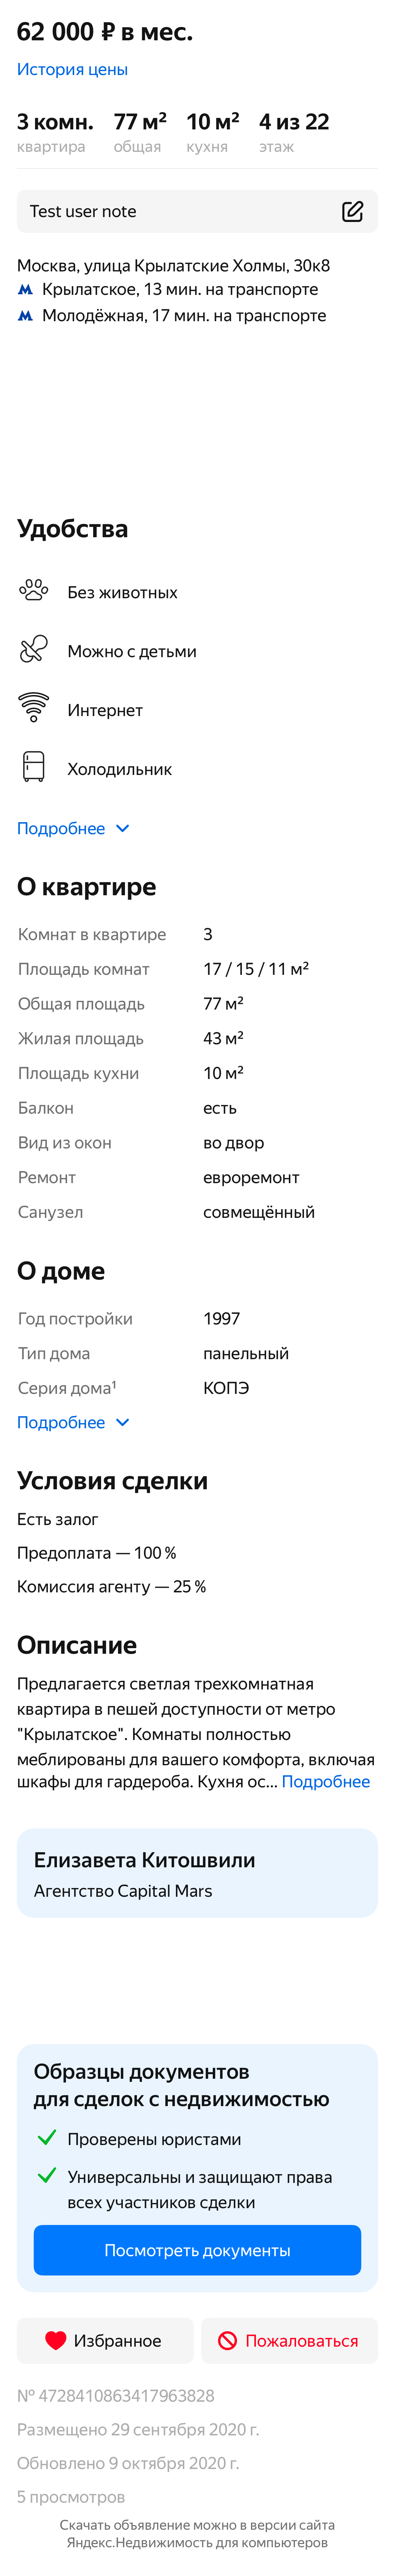 62 000 ₽ в мес.
История цены
3 комн. 77 м² 10 м² 4 из 22
квартира общая кухня этаж
Test user note
Москва, улица Крылатские Холмы, 30к8
Крылатское, 13 мин. на транспорте
Молодёжная, 17 мин. на транспорте
Удобства
Без животных
Можно с детьми
Интернет
Холодильник
Подробнее
О квартире
Комнат в квартире 3
Площадь комнат 17 / 15 / 11 м²
Общая площадь 77 м²
Жилая площадь 43 м²
Площадь кухни 10 м²
Балкон есть
Вид из окон во двор
Ремонт евроремонт
Санузел совмещённый
О доме
Год постройки 1997
Тип дома панельный
Серия дома¹ КОПЭ
Подробнее
Условия сделки
Есть залог
Предоплата — 100 %
Комиссия агенту — 25 %
Описание
Предлагается светлая трехкомнатная
квартира в пешей доступности от метро
"Крылатское". Комнаты полностью
меблированы для вашего комфорта, включая
шкафы для гардероба. Кухня ос... Подробнее
Елизавета Китошвили
Агентство Capital Mars
Образцы документов
для сделок с недвижимостью
Проверены юристами
Универсальны и защищают права
всех участников сделки
Посмотреть документы
Избранное Пожаловаться
№ 4728410863417963828
Размещено 29 сентября 2020 г.
Обновлено 9 октября 2020 г.
5 просмотров
Скачать объявление можно в версии сайта
Яндекс.Недвижимость для компьютеров